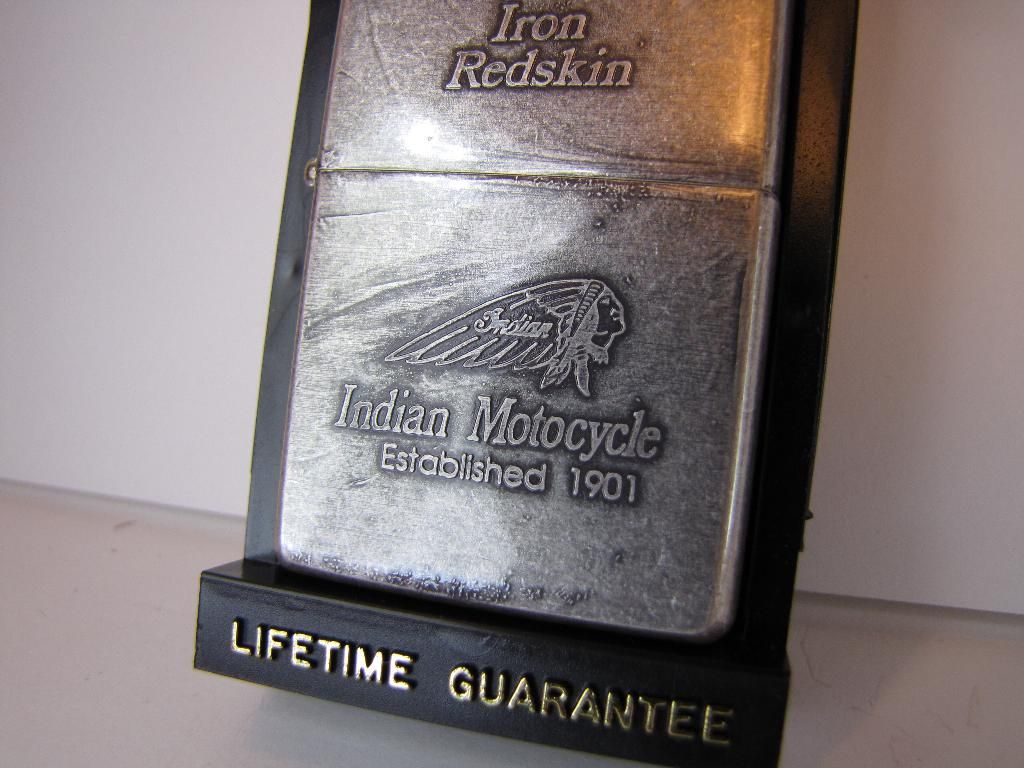 Iron
Redskin
Indian
Indian Motocycle
Established 1901
LIFETIME GUARANTEE